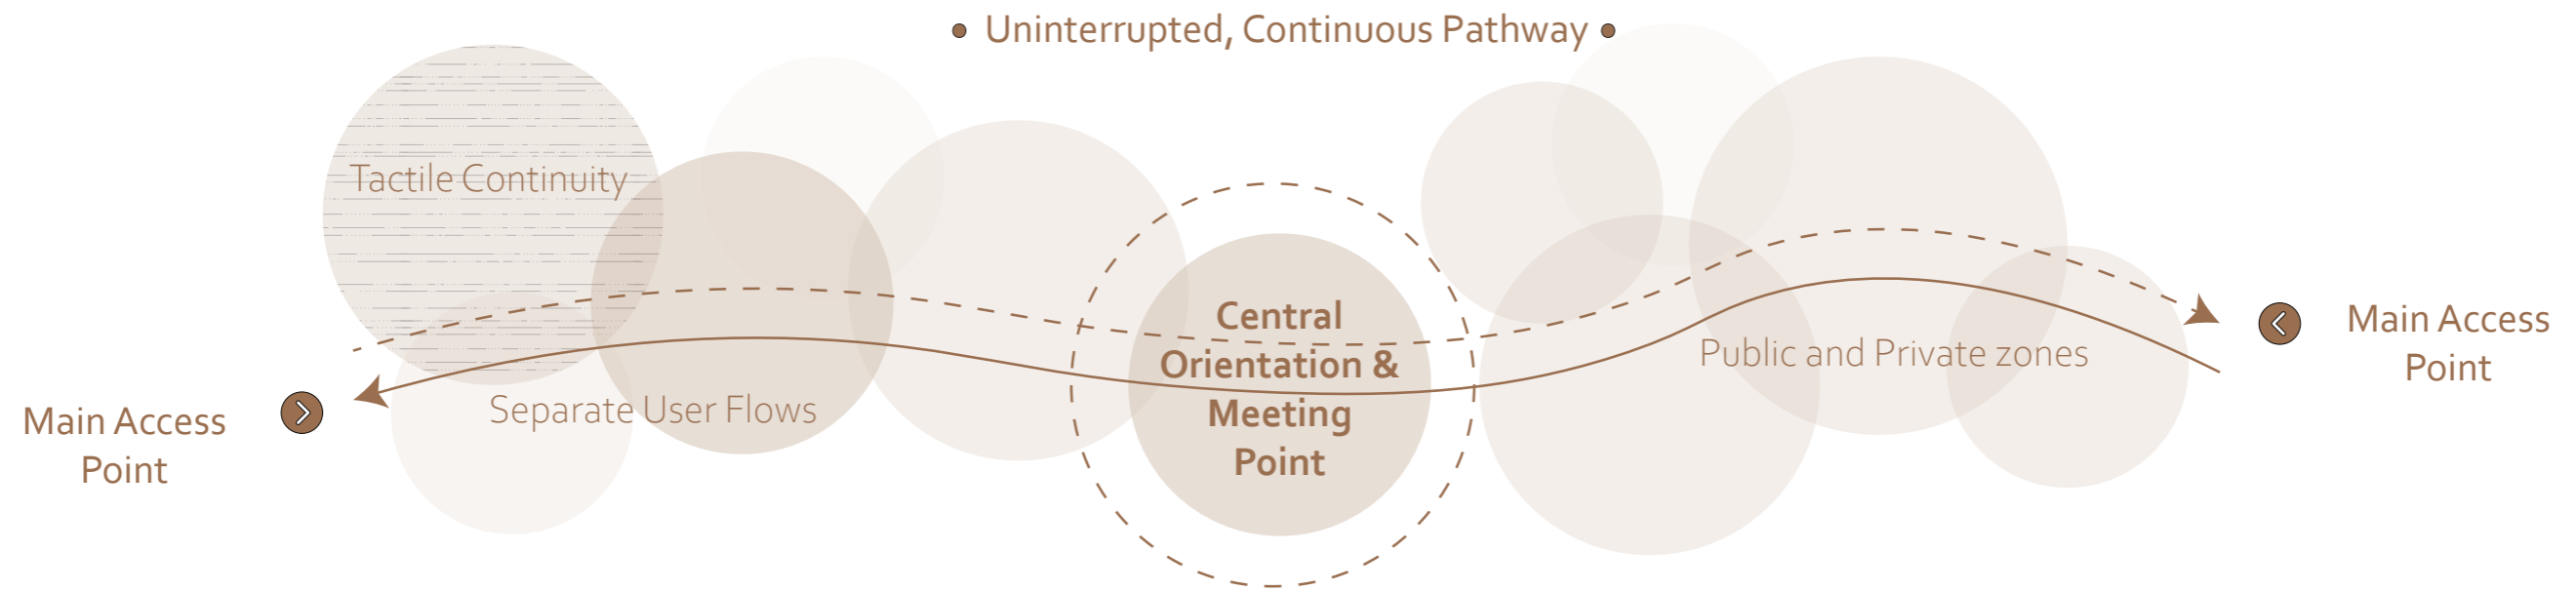 Uninterrupted, Continuous Pathway
Tactile Continuity
Separate User Flows
Main Access
Point
Central
Orientation &
Meeting
Point
Public and Private zones
Main Access
Point